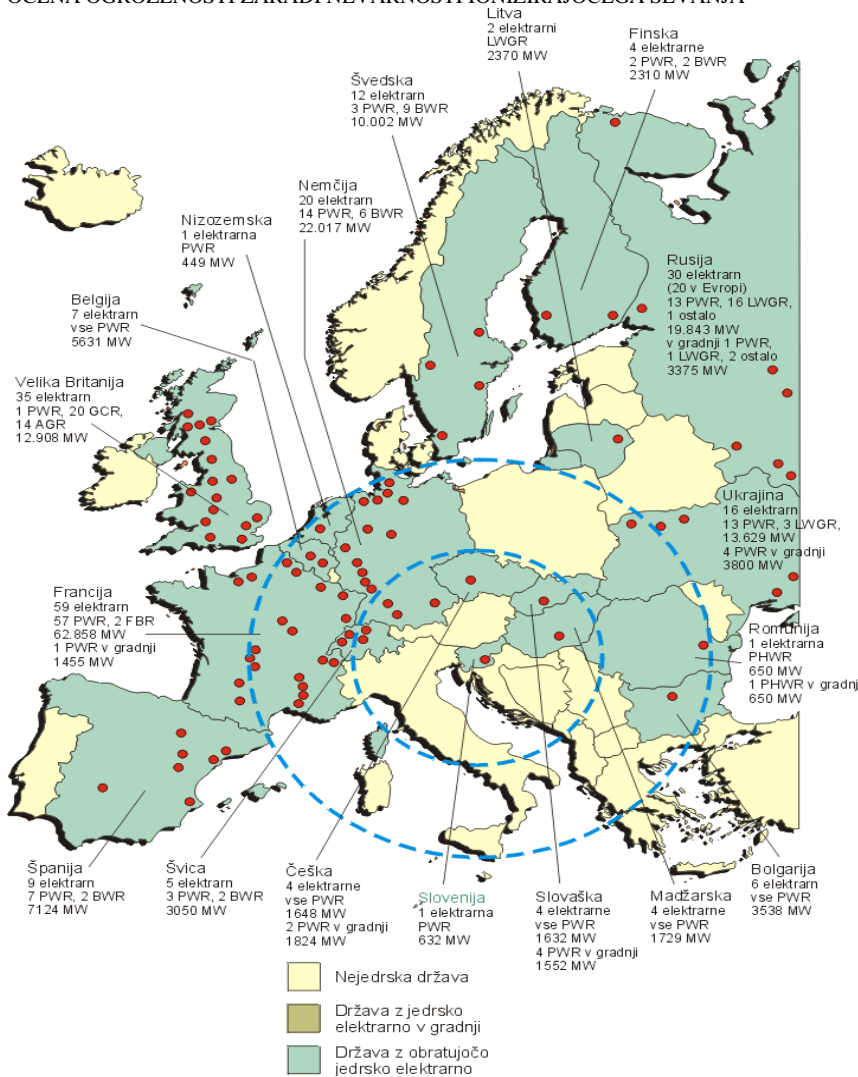 OCENA OGROŽENOSTI ZARADI NEVARNOSTI IONIZIRAJOČEGA SEVANJA
Litva
2 elektrarni
LWGR
2370 MW
Finska
4 elektrarne
2 PWR, 2 BWR
2310 MW
Švedska
12 elektrarn
3 PWR, 9 BWR
10.002 MW
Nemčija
20 elektrarn
14 PWR, 6 BWR
22.017 MW
Nizozemska
1 elektrarna
PWR
449 MW
Belgija
7 elektrarn
vse PWR
5631 MW
Rusija
30 elektrarn
(20 v Evropi)
13 PWR, 16 LWGR,
1 ostalo
19.843 MW
v gradnji 1 PWR,
1 LWGR, 2 ostalo
3375 MW
Velika Britanija
35 elektrarn
1 PWR, 20 GCR,
14 AGR
12.908 MW
Ukrajina
16 elektrarn
13 PWR, 3 LWGR,
13.629 MW
4 PWR v gradnji
3800 MW
Francija
59 elektrarn
57 PWR, 2 FBR
62.858 MW
1 PWR v gradnji
1455 MW
Romunija
1 elektrarna
PHWR
650 MW
1 PHWR v gradnj
650 MW
Španija
9 elektrarn
7 PWR, 2 BWR
7124 MW
Švica
5 elektrarn
3 PWR, 2 BWR
3050 MW
Češka
4 elektrarne
vse PWR
1648 MW
2 PWR v gradnji
1824 MW
Slovenija
1 elektrarna
PWR
632 MW
Slovaška
4 elektrarne
vse PWR
1632 MW
4 PWR v gradnji
1552 MW
Madžarska
4 elektrarne
vse PWR
1729 MW
Bolgarija
6 elektrarn
vse PWR
3538 MW
Nejedrska država
Država z jedrsko
elektrarno v gradnji
Država z obratujočo
jedrsko elektrarno